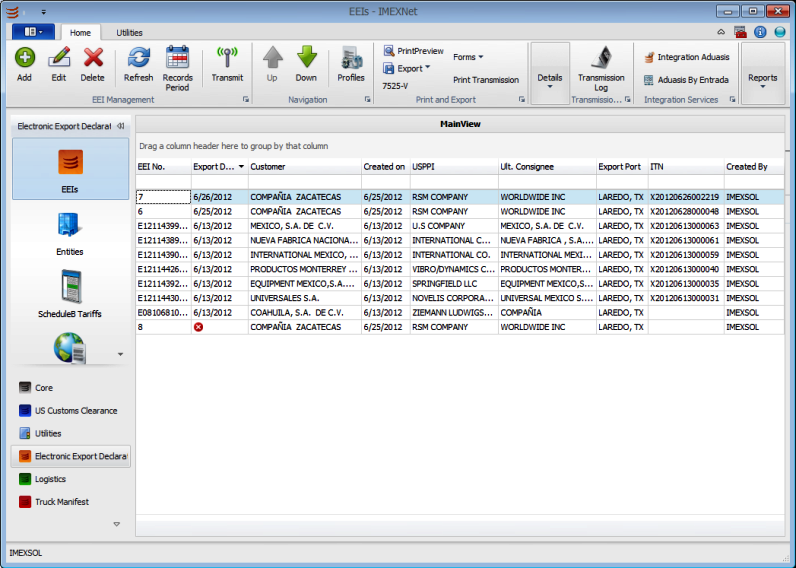 EEIs - IMEXNet
Home Utilities
Add Edit Delete Refresh Records Period Transmit Up Down Profiles PrintPreview Export 7525-V Forms Print Transmission Details Transmission Log Integration Aduasis Aduasis By Entrada Reports
EEI Management Navigation Print and Export Transmissio... Integration Services
Electronic Export Declarat
EEIs
Entities
ScheduleB Tariffs
Core
US Customs Clearance
Utilities
Electronic Export Declarat
Logistics
Truck Manifest
MainView
Drag a column header here to group by that column
EEI No. Export D... Customer Created on USPPI Ult. Consignee Export Port ITN Created By
7 6/26/2012 COMPAÑIA ZACATECAS 6/25/2012 RSM COMPANY WORLDWIDE INC LAREDO, TX X20120626002219 IMEXSOL
6 6/25/2012 COMPAÑIA ZACATECAS 6/25/2012 RSM COMPANY WORLDWIDE INC LAREDO, TX X20120628000048 IMEXSOL
E12114399... 6/13/2012 MEXICO, S.A. DE C.V. 6/13/2012 U.S COMPANY MEXICO, S.A. DE C.V. LAREDO, TX X20120613000063 IMEXSOL
E12114389... 6/13/2012 NUEVA FABRICA NACIONA... 6/13/2012 INTERNATIONAL C... NUEVA FABRICA , S.A.... LAREDO, TX X20120613000061 IMEXSOL
E12114390... 6/13/2012 INTERNATIONAL MEXICO, ... 6/13/2012 INTERNATIONAL CO. INTERNATIONAL MEXI... LAREDO, TX X20120613000059 IMEXSOL
E12114426... 6/13/2012 PRODUCTOS MONTERREY ... 6/13/2012 VIBRO/DYNAMICS C... PRODUCTOS MONTER... LAREDO, TX X20120613000040 IMEXSOL
E12114392... 6/13/2012 EQUIPMENT MEXICO,S.A.... 6/13/2012 SPRINGFIELD LLC EQUIPMENT MEXICO,S... LAREDO, TX X20120613000035 IMEXSOL
E12114430... 6/13/2012 UNIVERSALES S.A. 6/13/2012 NOVELIS CORPORA... UNIVERSAL MEXICO S.... LAREDO, TX X20120613000031 IMEXSOL
E08106810... 6/13/2012 COAHUILA, S.A. DE C.V. 6/13/2012 ZIEMANN LUDWIGS... COMPAÑIA LAREDO, TX IMEXSOL
8 COMPAÑIA ZACATECAS 6/25/2012 RSM COMPANY WORLDWIDE INC LAREDO, TX IMEXSOL
IMEXSOL